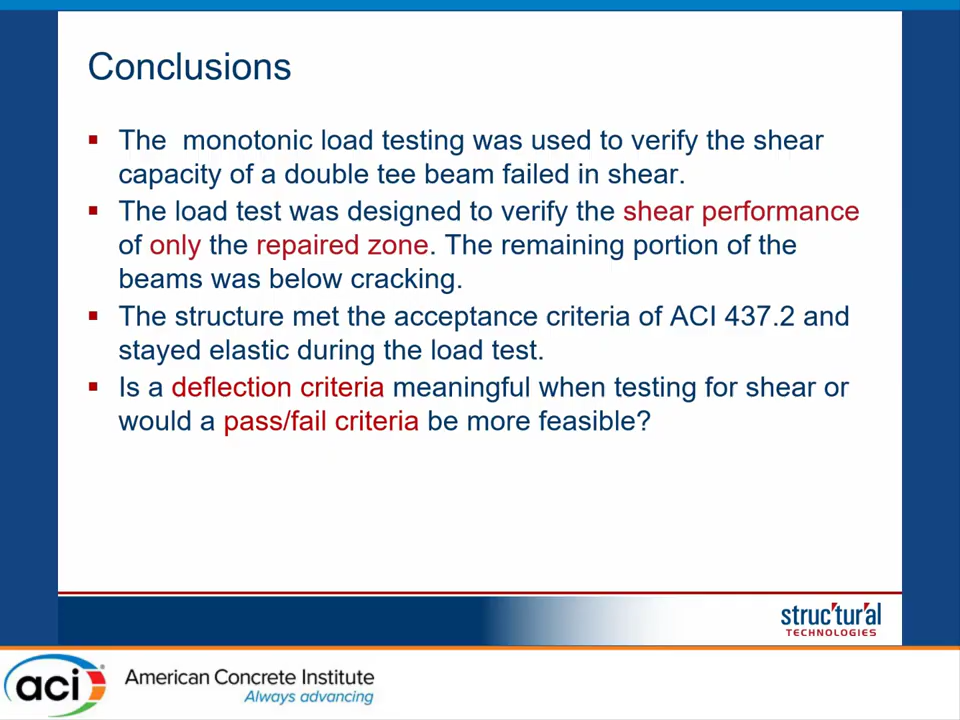 Conclusions
The monotonic load testing was used to verify the shear
capacity of a double tee beam failed in shear.
The load test was designed to verify the shear performance
of only the repaired zone. The remaining portion of the
beams was below cracking.
The structure met the acceptance criteria of ACI 437.2 and
stayed elastic during the load test.
Is a deflection criteria meaningful when testing for shear or
would a pass/fail criteria be more feasible?
structural
TECHNOLOGIES
aci
American Concrete Institute
Always advancing